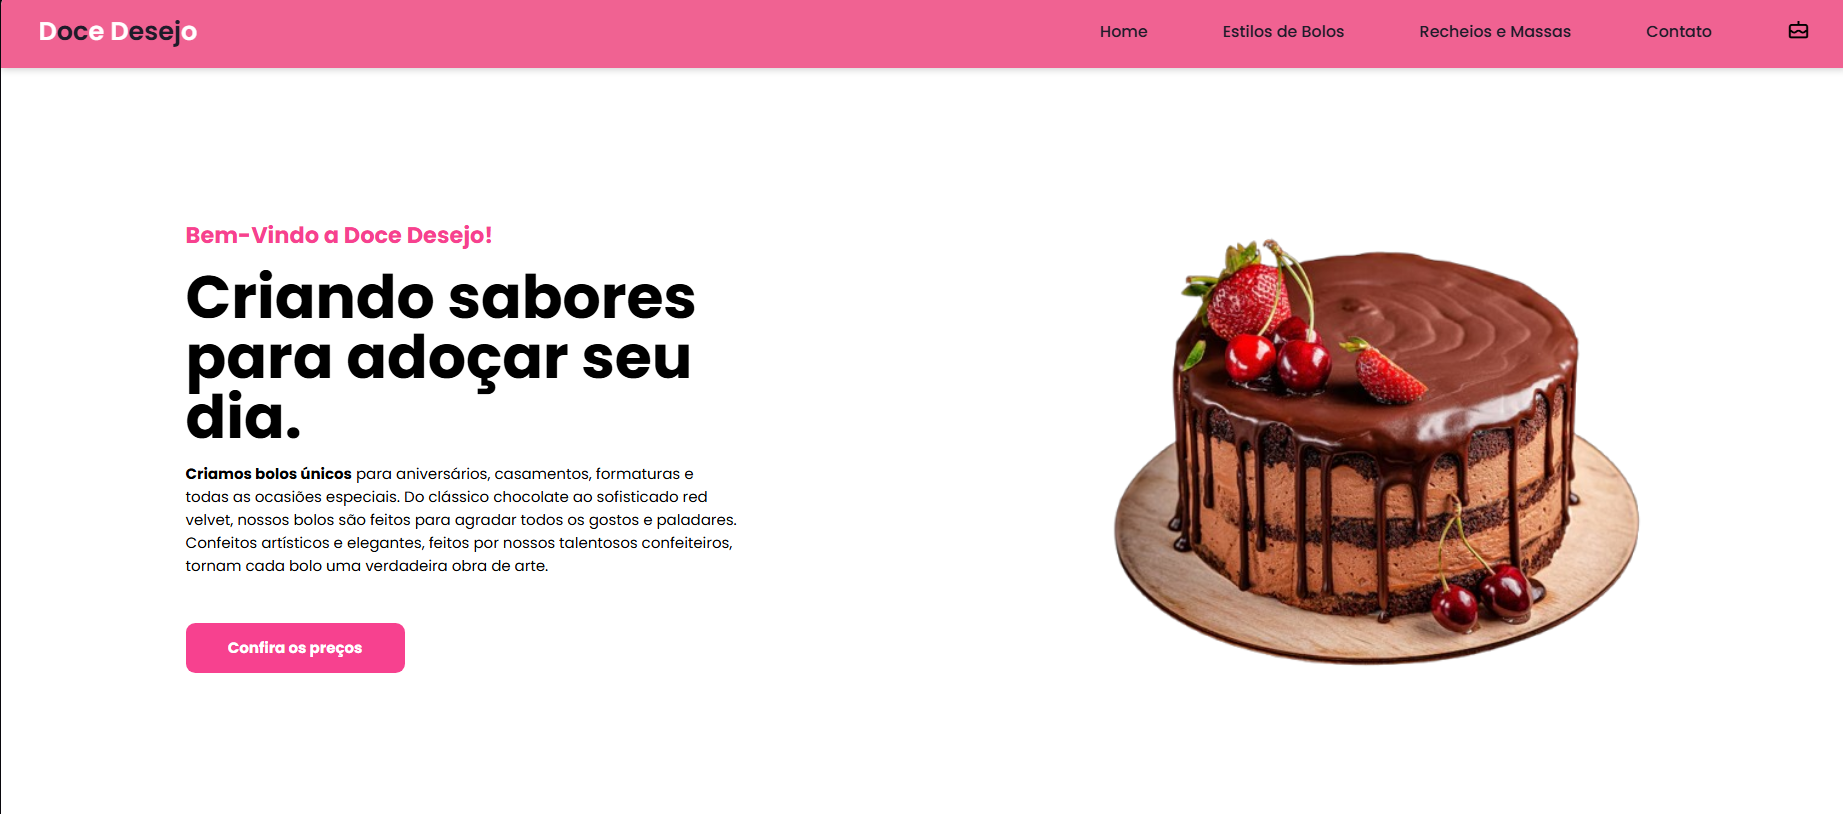 Doce Desejo
Home
Estilos de Bolos
Recheios e Massas
Contato
Bem-Vindo a Doce Desejo!
Criando sabores
para adoçar seu
dia.
Criamos bolos únicos para aniversários, casamentos, formaturas e
todas as ocasiões especiais. Do clássico chocolate ao sofisticado red
velvet, nossos bolos são feitos para agradar todos os gostos e paladares.
Confeitos artísticos e elegantes, feitos por nossos talentosos confeiteiros,
tornam cada bolo uma verdadeira obra de arte.
Confira os preços